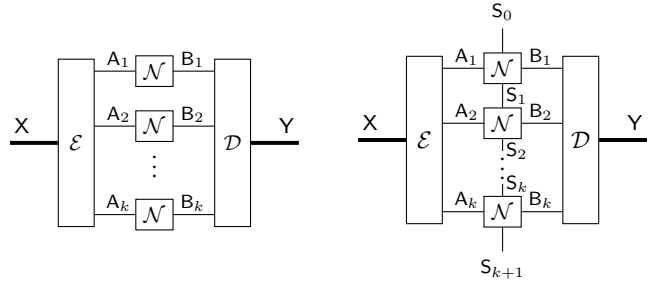 X
ℰ
A₁ 𝒩 B₁
A₂ 𝒩 B₂
⋮
Aₖ 𝒩 Bₖ
𝒟
Y
S₀
X
ℰ
A₁ 𝒩 B₁
S₁
A₂ 𝒩 B₂
S₂
⋮
Sₖ
Aₖ 𝒩 Bₖ
Sₖ₊₁
𝒟
Y